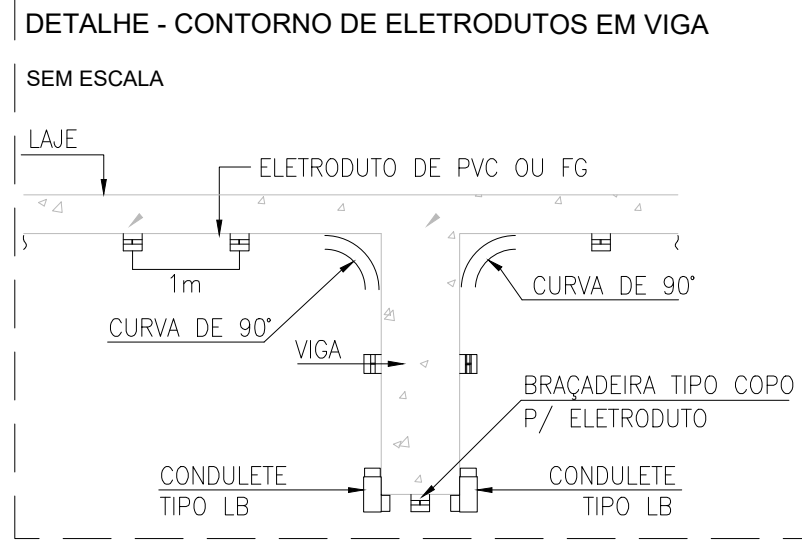 DETALHE - CONTORNO DE ELETRODUTOS EM VIGA
SEM ESCALA
LAJE
ELETRODUTO DE PVC OU FG
1m
CURVA DE 90°
CURVA DE 90°
VIGA
BRAÇADEIRA TIPO COPO
P/ ELETRODUTO
CONDULETE
TIPO LB
CONDULETE
TIPO LB